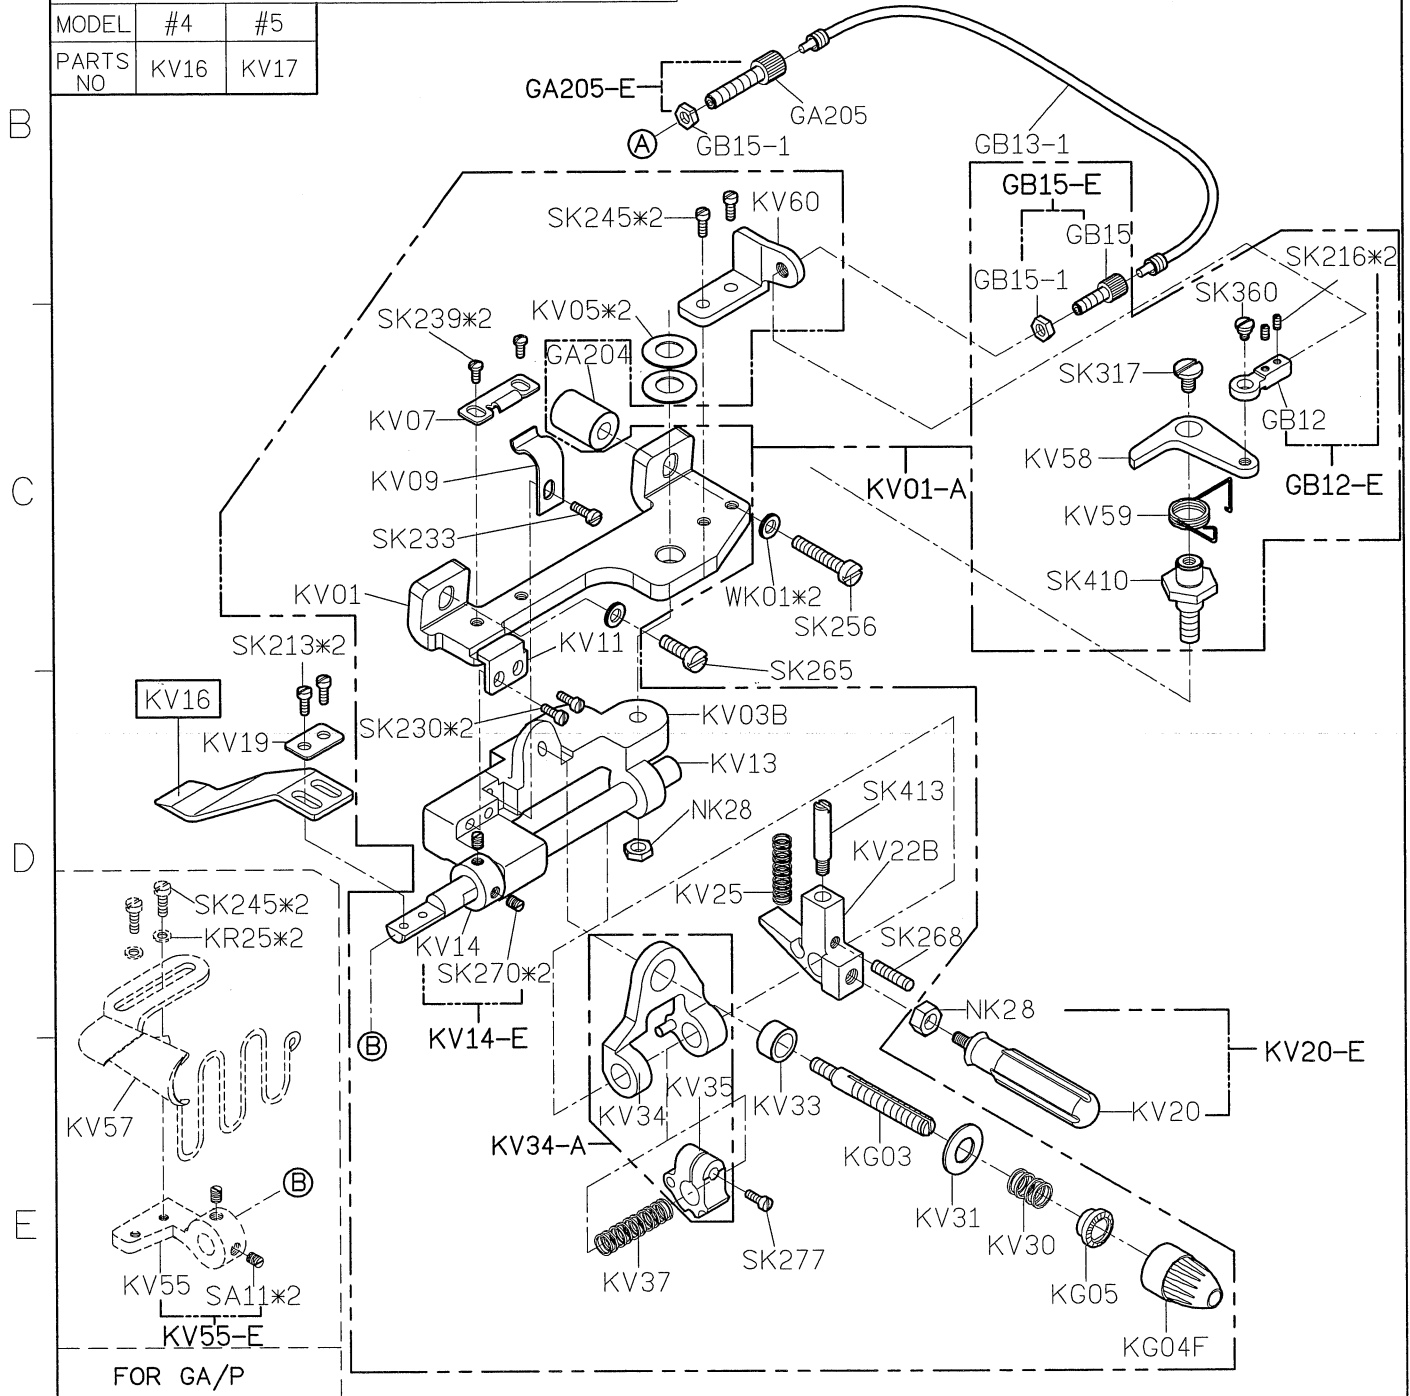 MODEL #4 #5
PARTS NO KV16 KV17
B
GA205-E
GA205
A
GB15-1
GB13-1
GB15-E
SK245*2
KV60
GB15
SK216*2
GB15-1
SK360
KV05*2
SK239*2
GA204
SK317
KV07
GB12
KV58
KV09
C
KV01-A
GB12-E
KV59
SK233
SK410
KV01
WK01*2
SK256
KV11
SK213*2
SK265
KV16
KV03B
SK230*2
KV19
KV13
SK413
NK28
D
KV22B
KV25
SK245*2
KR25*2
KV14
SK268
SK270*2
NK28
KV14-E
B
KV20-E
KV35
KV33
KV34
KV20
KV57
KV34-A
KG03
B
KV31
E
KV30
SK277
KV37
KV55
SA11*2
KG05
KV55-E
KG04F
FOR GA/P